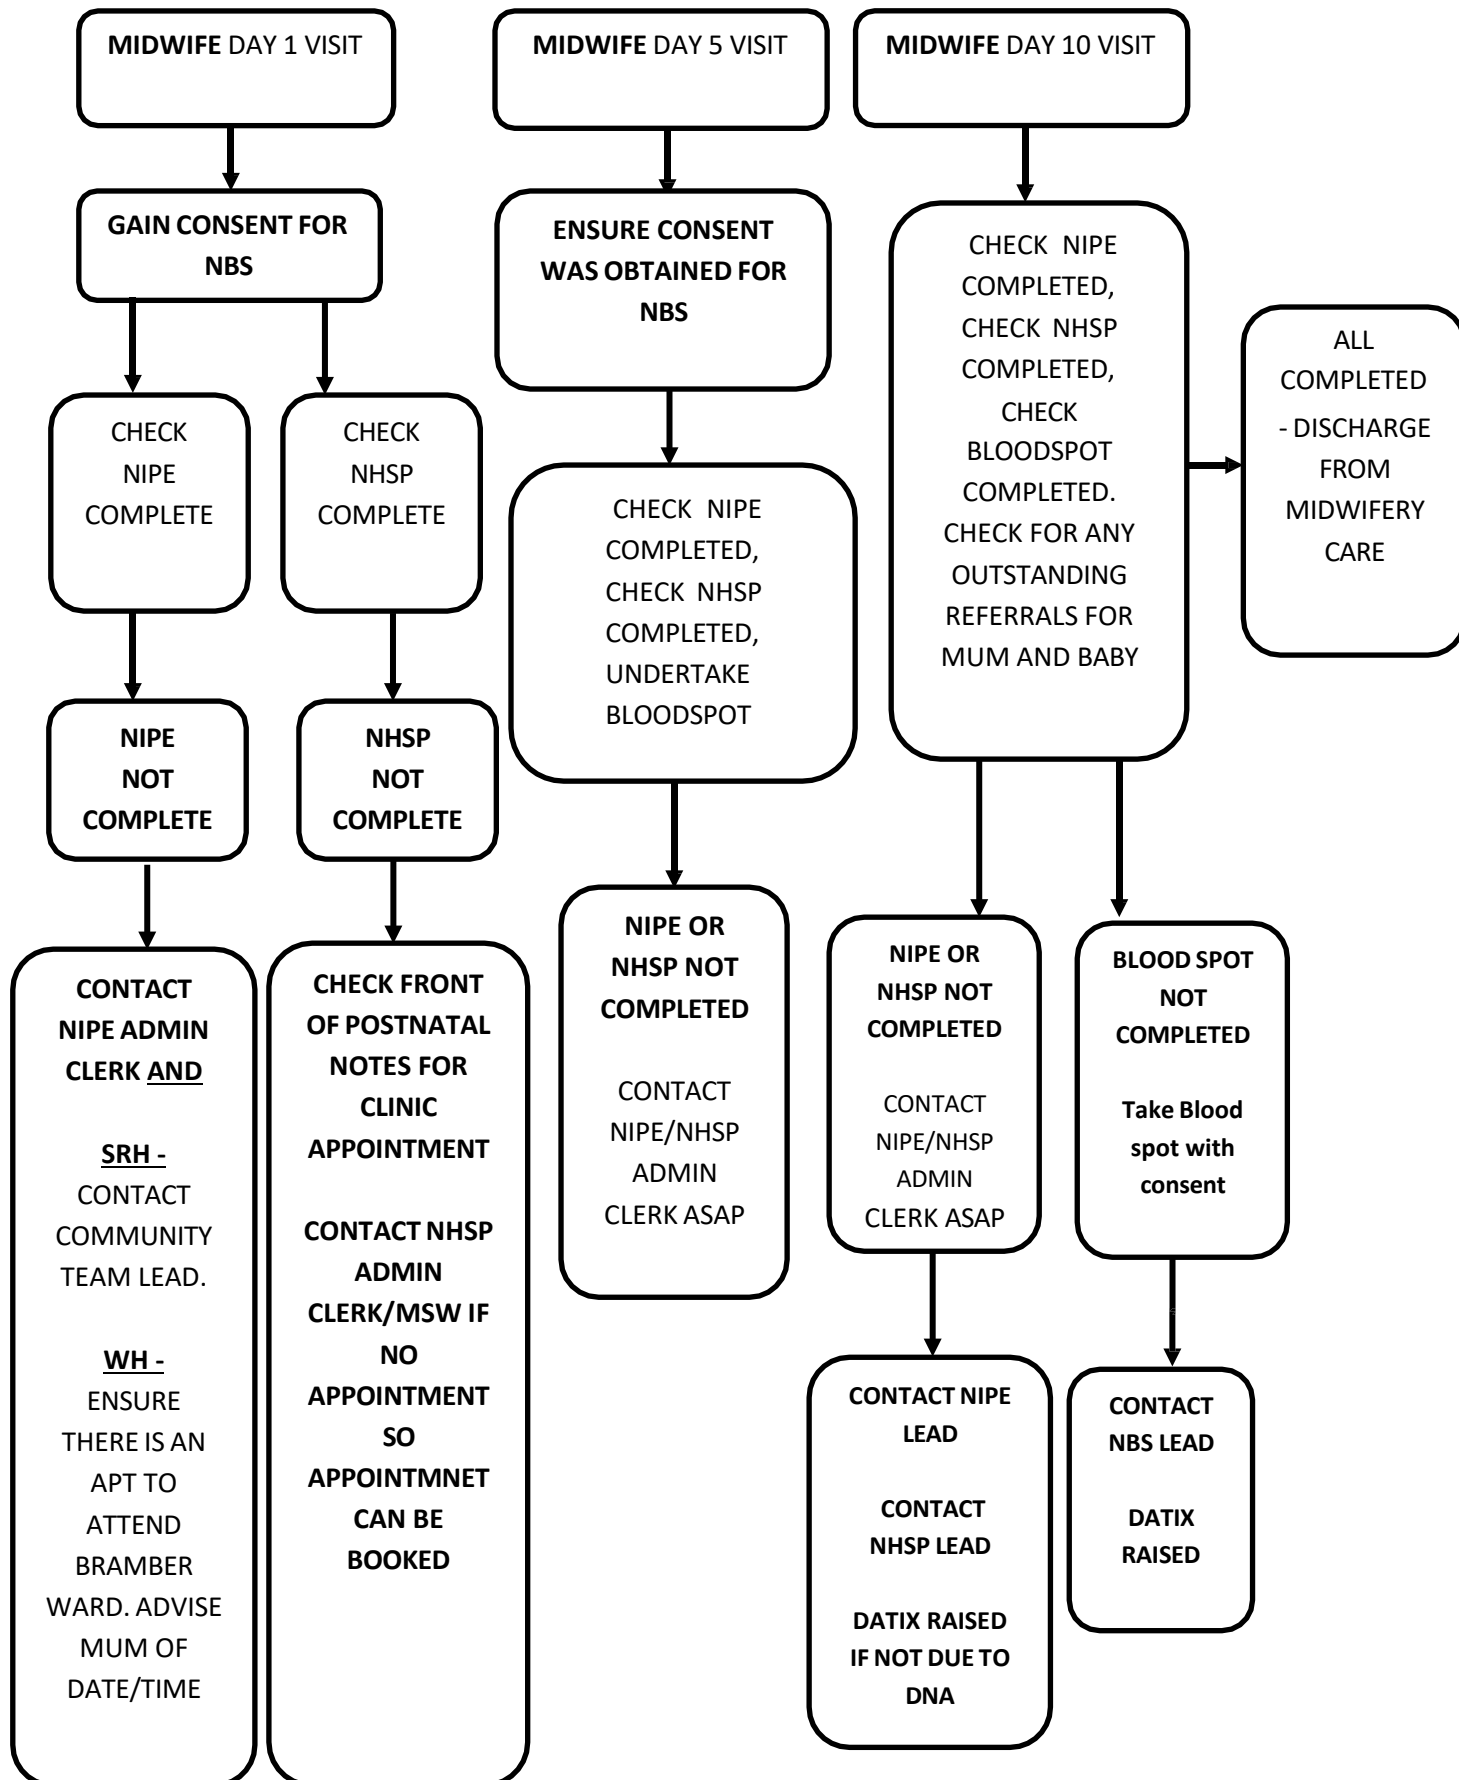 MIDWIFE DAY 1 VISIT
GAIN CONSENT FOR
NBS
CHECK
NIPE
COMPLETE
CHECK
NHSP
COMPLETE
NIPE
NOT
COMPLETE
NHSP
NOT
COMPLETE
CONTACT
NIPE ADMIN
CLERK AND
SRH -
CONTACT
COMMUNITY
TEAM LEAD.
WH -
ENSURE
THERE IS AN
APT TO
ATTEND
BRAMBER
WARD. ADVISE
MUM OF
DATE/TIME
CHECK FRONT
OF POSTNATAL
NOTES FOR
CLINIC
APPOINTMENT
CONTACT NHSP
ADMIN
CLERK/MSW IF
NO
APPOINTMENT
SO
APPOINTMNET
CAN BE
BOOKED
MIDWIFE DAY 5 VISIT
ENSURE CONSENT
WAS OBTAINED FOR
NBS
CHECK NIPE
COMPLETED,
CHECK NHSP
COMPLETED,
UNDERTAKE
BLOODSPOT
NIPE OR
NHSP NOT
COMPLETED
CONTACT
NIPE/NHSP
ADMIN
CLERK ASAP
MIDWIFE DAY 10 VISIT
CHECK NIPE
COMPLETED,
CHECK NHSP
COMPLETED,
CHECK
BLOODSPOT
COMPLETED.
CHECK FOR ANY
OUTSTANDING
REFERRALS FOR
MUM AND BABY
ALL
COMPLETED
- DISCHARGE
FROM
MIDWIFERY
CARE
NIPE OR
NHSP NOT
COMPLETED
CONTACT
NIPE/NHSP
ADMIN
CLERK ASAP
BLOOD SPOT
NOT
COMPLETED
Take Blood
spot with
consent
CONTACT NIPE
LEAD
CONTACT
NHSP LEAD
DATIX RAISED
IF NOT DUE TO
DNA
CONTACT
NBS LEAD
DATIX
RAISED